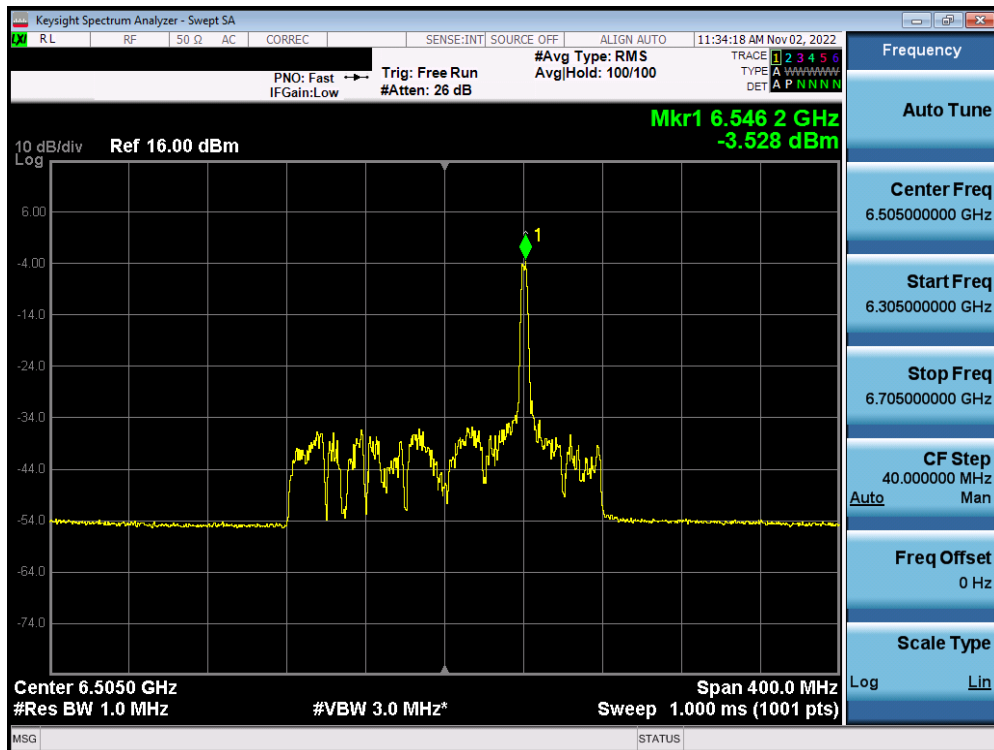 Keysight Spectrum Analyzer - Swept SA
LXI RL RF 50 Ω AC CORREC SENSE:INT SOURCE OFF ALIGN AUTO 11:34:18 AM Nov 02, 2022
PNO: Fast
IFGain:Low
Trig: Free Run
#Atten: 26 dB
#Avg Type: RMS
Avg|Hold: 100/100
TRACE 1 2 3 4 5 6
TYPE A WWWWW
DET A P N N N N
Mkr1 6.546 2 GHz
-3.528 dBm
10 dB/div Ref 16.00 dBm
Log
6.00
-4.00
-14.0
-24.0
-34.0
-44.0
-54.0
-64.0
-74.0
1
Center 6.5050 GHz Span 400.0 MHz
#Res BW 1.0 MHz #VBW 3.0 MHz* Sweep 1.000 ms (1001 pts)
MSG STATUS
Frequency
Auto Tune
Center Freq
6.505000000 GHz
Start Freq
6.305000000 GHz
Stop Freq
6.705000000 GHz
CF Step
40.000000 MHz
Auto Man
Freq Offset
0 Hz
Scale Type
Log Lin